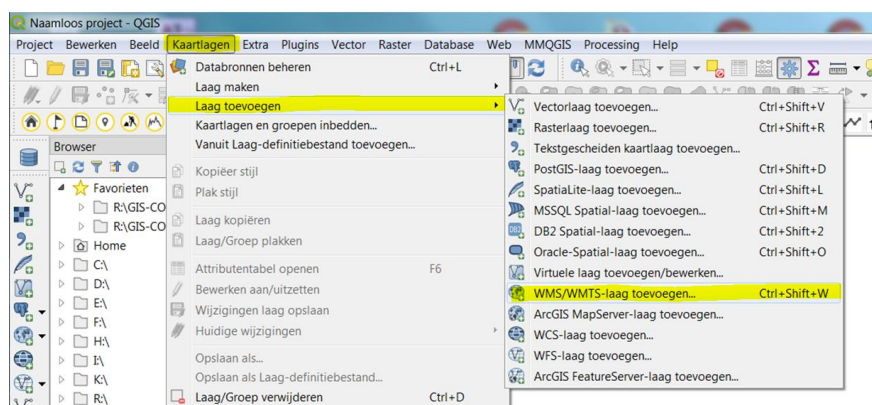 Naamloos project - QGIS
Project Bewerken Beeld Kaartlagen Extra Plugins Vector Raster Database Web MMQGIS Processing Help
Databronnen beheren Ctrl+L
Laag maken
Laag toevoegen
Kaartlagen en groepen inbedden...
Vanuit Laag-definitiebestand toevoegen...
Kopiëer stijl
Plak stijl
Laag kopiëren
Laag/Groep plakken
Attributentabel openen F6
Bewerken aan/uitzetten
Wijzigingen laag opslaan
Huidige wijzigingen
Opslaan als...
Opslaan als Laag-definitiebestand...
Laag/Groep verwijderen Ctrl+D
Vectorlaag toevoegen... Ctrl+Shift+V
Rasterlaag toevoegen... Ctrl+Shift+R
Tekstgescheiden kaartlaag toevoegen...
PostGIS-laag toevoegen... Ctrl+Shift+D
SpatiaLite-laag toevoegen... Ctrl+Shift+L
MSSQL Spatial-laag toevoegen... Ctrl+Shift+M
DB2 Spatial-laag toevoegen... Ctrl+Shift+2
Oracle-Spatial-laag toevoegen... Ctrl+Shift+O
Virtuele laag toevoegen/bewerken...
WMS/WMTS-laag toevoegen... Ctrl+Shift+W
ArcGIS MapServer-laag toevoegen...
WCS-laag toevoegen...
WFS-laag toevoegen...
ArcGIS FeatureServer-laag toevoegen...
Browser
Favorieten
R:\GIS-CO
R:\GIS-CO
Home
C:\
D:\
E:\
F:\
H:\
I:\
K:\
R:\
DB2